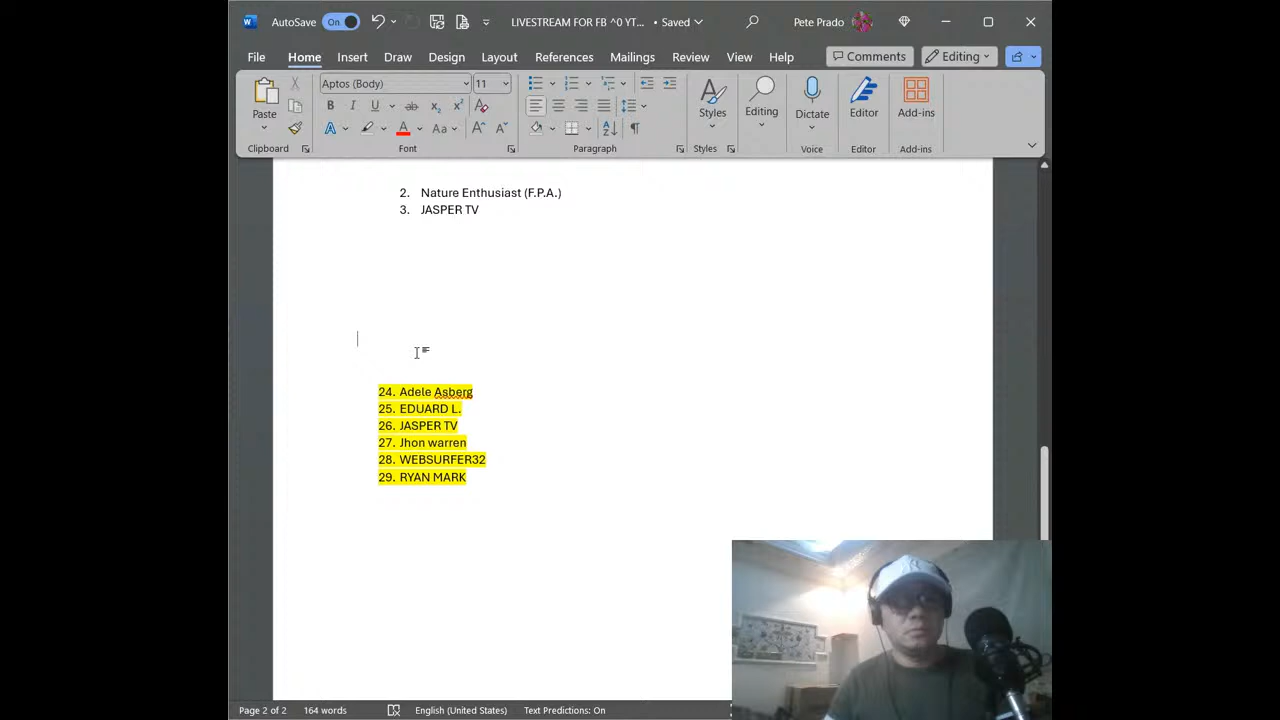 AutoSave On LIVESTREAM FOR FB ^0 YT... • Saved Pete Prado
File Home Insert Draw Design Layout References Mailings Review View Help Comments Editing
Aptos (Body) 11
Paste
Styles
Editing
Dictate
Editor
Add-ins
Clipboard Font Paragraph Styles Voice Editor Add-ins
2. Nature Enthusiast (F.P.A.)
3. JASPER TV
24. Adele Asberg
25. EDUARD L.
26. JASPER TV
27. Jhon warren
28. WEBSURFER32
29. RYAN MARK
Page 2 of 2 164 words English (United States) Text Predictions: On